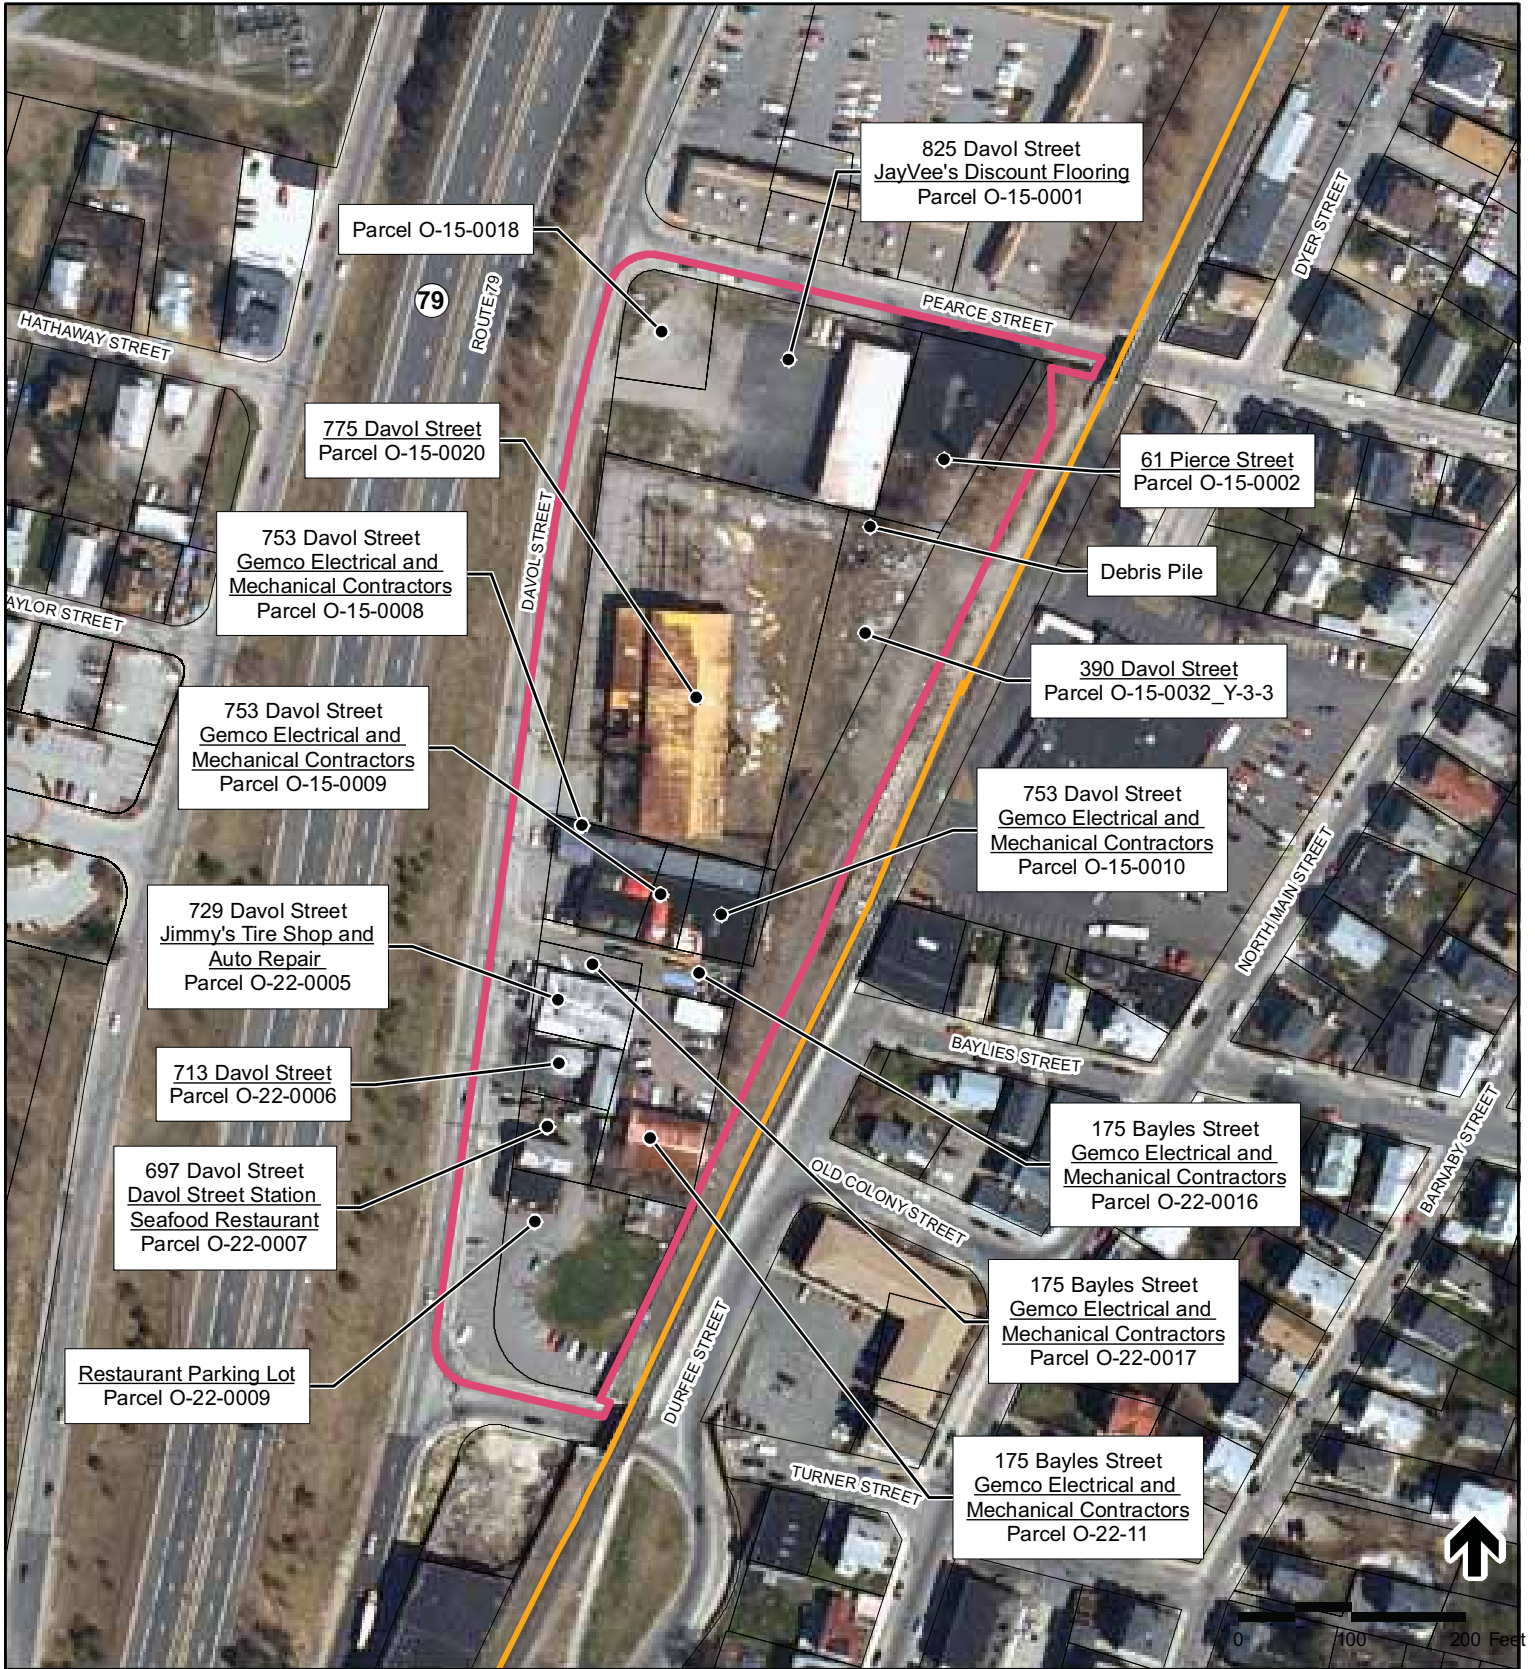 825 Davol Street
JayVee's Discount Flooring
Parcel O-15-0001
Parcel O-15-0018
79
ROUTE 79
DYER STREET
PEARCE STREET
HATHAWAY STREET
775 Davol Street
Parcel O-15-0020
61 Pierce Street
Parcel O-15-0002
DAVOL STREET
753 Davol Street
Gemco Electrical and
Mechanical Contractors
Parcel O-15-0008
Debris Pile
AYLOR STREET
390 Davol Street
Parcel O-15-0032_Y-3-3
753 Davol Street
Gemco Electrical and
Mechanical Contractors
Parcel O-15-0009
753 Davol Street
Gemco Electrical and
Mechanical Contractors
Parcel O-15-0010
NORTH MAIN STREET
729 Davol Street
Jimmy's Tire Shop and
Auto Repair
Parcel O-22-0005
BAYLIES STREET
713 Davol Street
Parcel O-22-0006
BARNABY STREET
175 Bayles Street
Gemco Electrical and
Mechanical Contractors
Parcel O-22-0016
697 Davol Street
Davol Street Station
Seafood Restaurant
Parcel O-22-0007
OLD COLONY STREET
175 Bayles Street
Gemco Electrical and
Mechanical Contractors
Parcel O-22-0017
Restaurant Parking Lot
Parcel O-22-0009
DURFEE STREET
175 Bayles Street
Gemco Electrical and
Mechanical Contractors
Parcel O-22-11
TURNER STREET
0 100 200 Feet